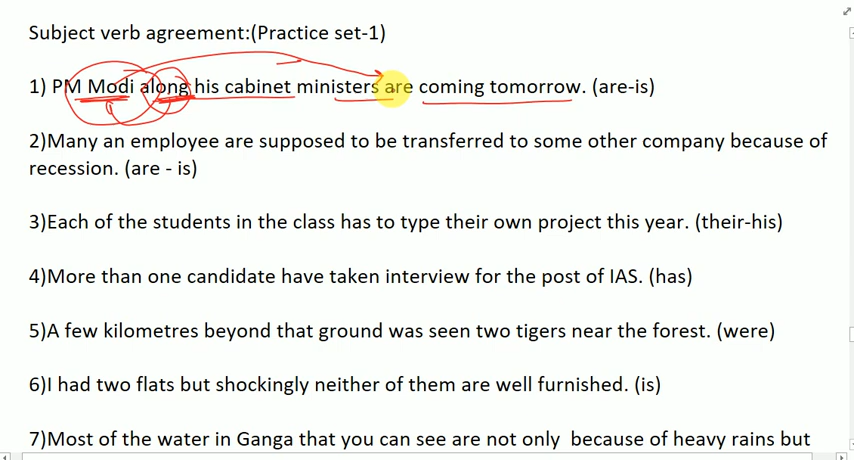 Subject verb agreement:(Practice set-1)
1) PM Modi along his cabinet ministers are coming tomorrow. (are-is)
2)Many an employee are supposed to be transferred to some other company because of
recession. (are - is)
3)Each of the students in the class has to type their own project this year. (their-his)
4)More than one candidate have taken interview for the post of IAS. (has)
5)A few kilometres beyond that ground was seen two tigers near the forest. (were)
6)I had two flats but shockingly neither of them are well furnished. (is)
7)Most of the water in Ganga that you can see are not only  because of heavy rains but